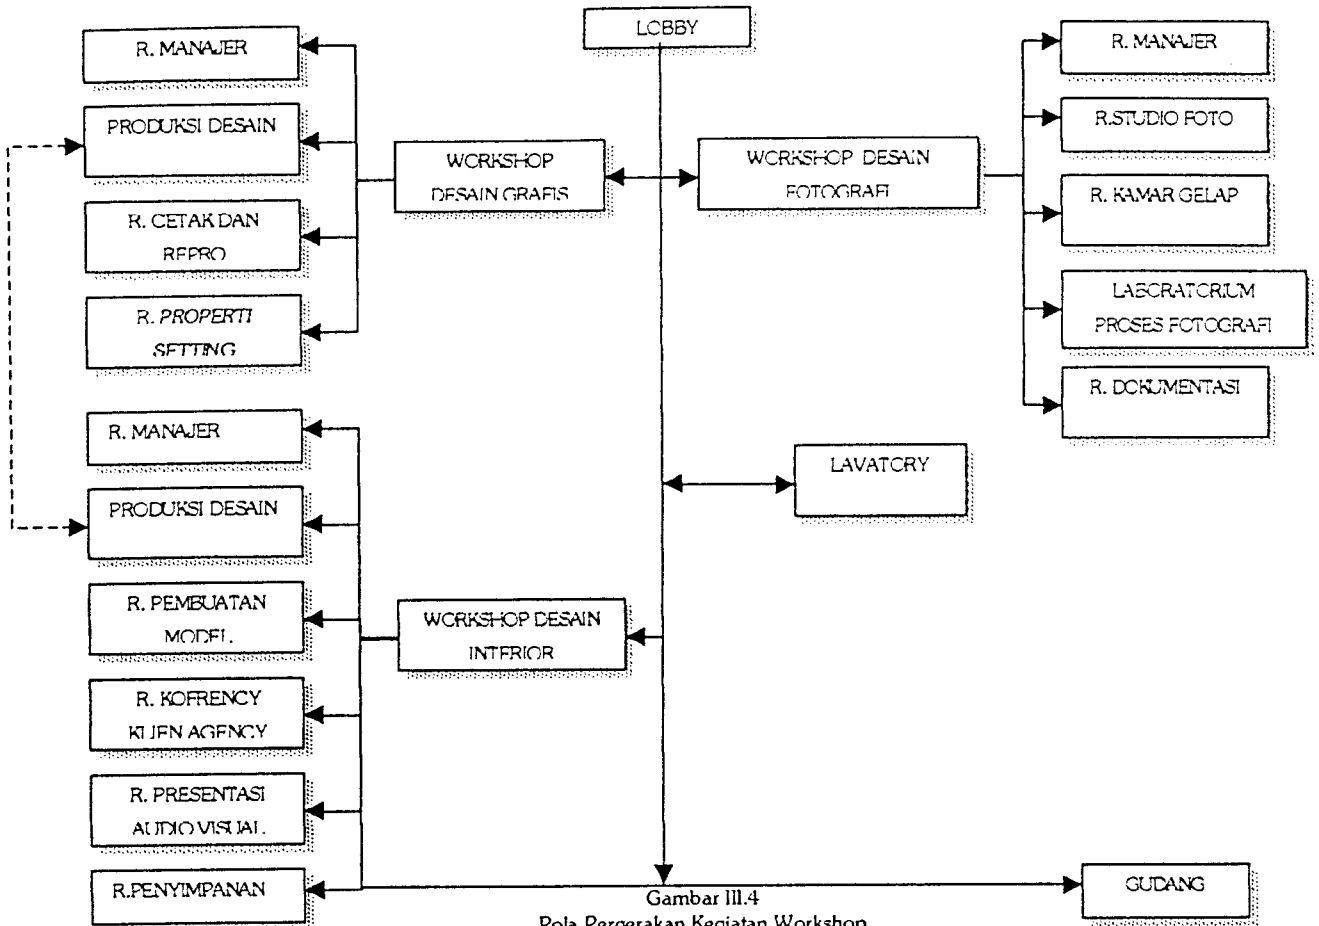 LOBBY
R. MANAJER
PRODUKSI DESAIN
R. CETAK DAN
REPRO
R. PROPERTI
SETTING
WORKSHOP
DESAIN GRAFIS
WORKSHOP DESAIN
FOTOGRAFI
R. MANAJER
R.STUDIO FOTO
R. KAMAR GELAP
LABORATORIUM
PROSES FOTOGRAFI
R. DOKUMENTASI
LAVATORY
R. MANAJER
PRODUKSI DESAIN
R. PEMBUATAN
MODEL
R. KOFRENCY
KLIEN AGENCY
R. PRESENTASI
AUDIO VISUAL
R.PENYIMPANAN
WORKSHOP DESAIN
INTERIOR
GUDANG
Gambar III.4
Pola Pergerakan Kegiatan Workshop